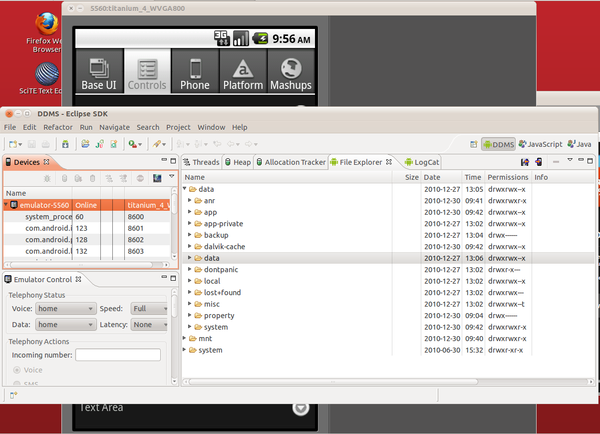 5560:titanium_4_WVGA800
Firefox We
Browser
SciTE Text Ed
3G 9:56 AM
Base UI Controls Phone Platform Mashups
DDMS - Eclipse SDK
File Edit Refactor Run Navigate Search Project Window Help
DDMS JavaScript Java
Devices
Threads Heap Allocation Tracker File Explorer LogCat
Name
emulator-5560 Online titanium_4_W
system_proce 60 8600
com.android.i 123 8601
com.android.p 128 8602
com.android.l 132 8603
Name Size Date Time Permissions Info
data 2010-12-27 13:05 drwxrwx--x
anr 2010-12-30 09:41 drwxrwxr-x
app 2010-12-30 09:42 drwxrwx--x
app-private 2010-12-27 13:02 drwxrwx--x
backup 2010-12-27 13:04 drwx------
dalvik-cache 2010-12-30 09:42 drwxrwx--x
data 2010-12-27 13:06 drwxrwx--x
dontpanic 2010-12-27 13:02 drwxr-x---
local 2010-12-27 13:02 drwxrwx--x
lost+found 2010-12-27 13:02 drwxrwx---
misc 2010-12-27 13:02 drwxrwx--t
property 2010-12-30 09:04 drwx------
system 2010-12-30 09:42 drwxrwxr-x
mnt 2010-12-30 09:40 drwxrwxr-x
system 2010-06-30 15:32 drwxr-xr-x
Emulator Control
Telephony Status
Voice: home Speed: Full
Data: home Latency: None
Telephony Actions
Incoming number:
Voice
SMS
Text Area